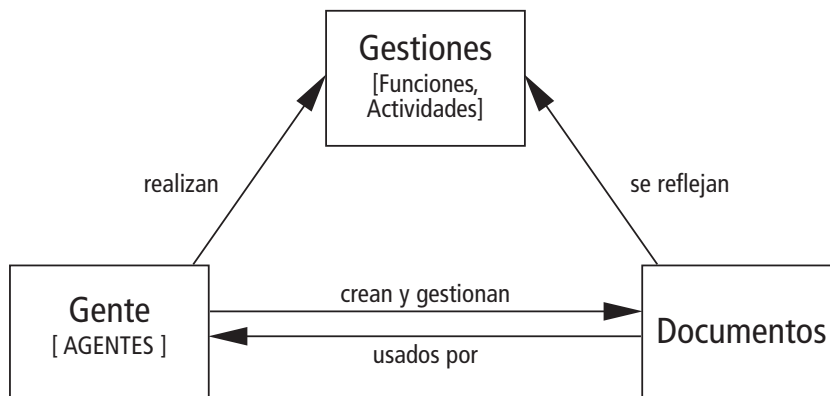 Gestiones
[Funciones,
Actividades]
realizan
se reflejan
Gente
[ AGENTES ]
crean y gestionan
usados por
Documentos